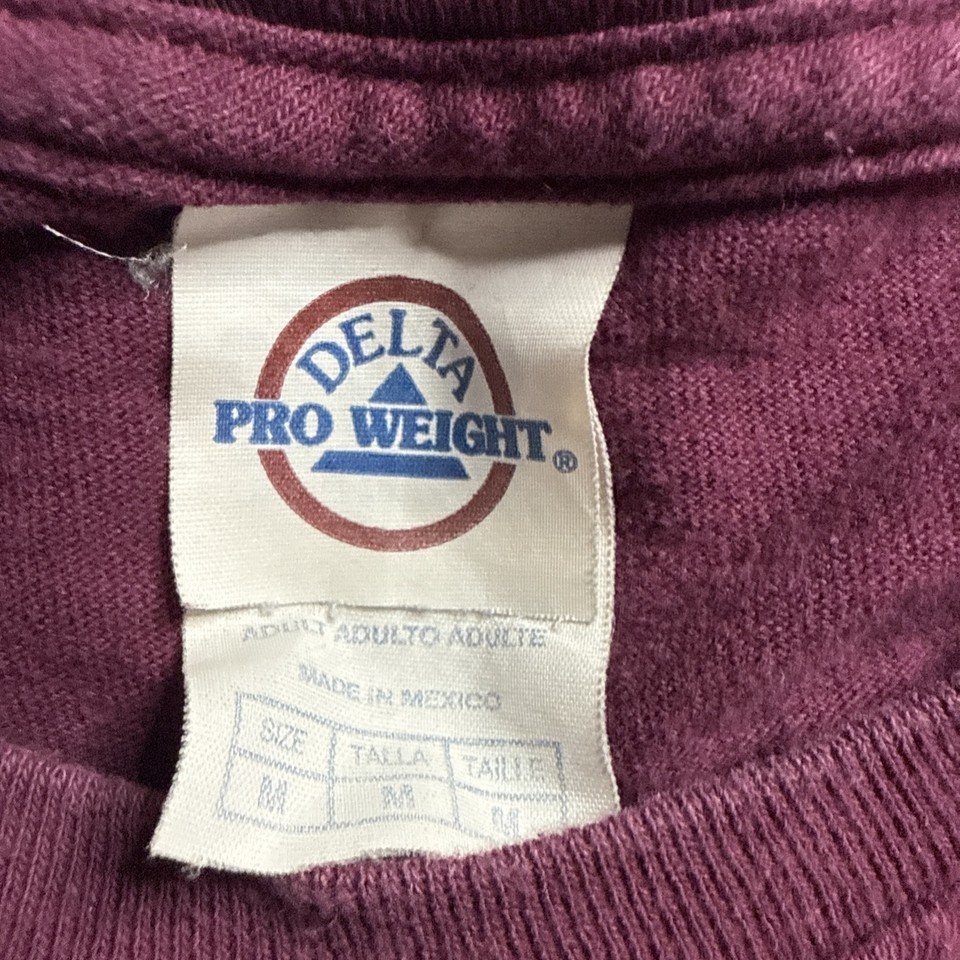 DELTA
PRO WEIGHT®
ADULT ADULTO ADULTE
MADE IN MEXICO
SIZE TALLA TAILLE
M M M